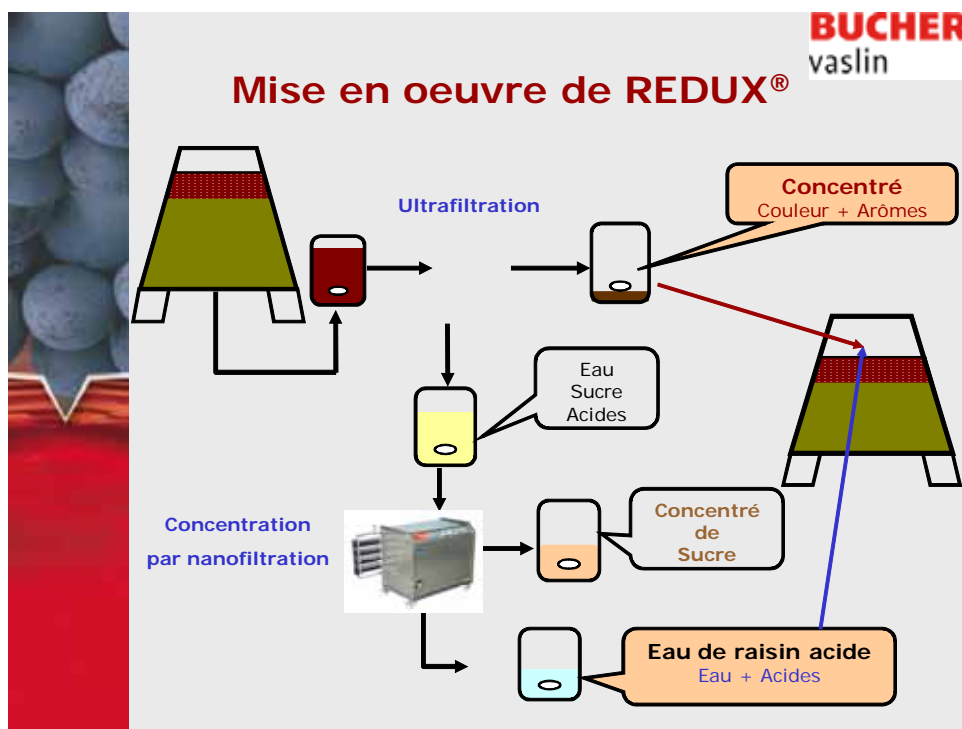 BUCHER
vaslin
Mise en oeuvre de REDUX®
Ultrafiltration
Concentré
Couleur + Arômes
Eau
Sucre
Acides
Concentration
par nanofiltration
Concentré
de
Sucre
Eau de raisin acide
Eau + Acides